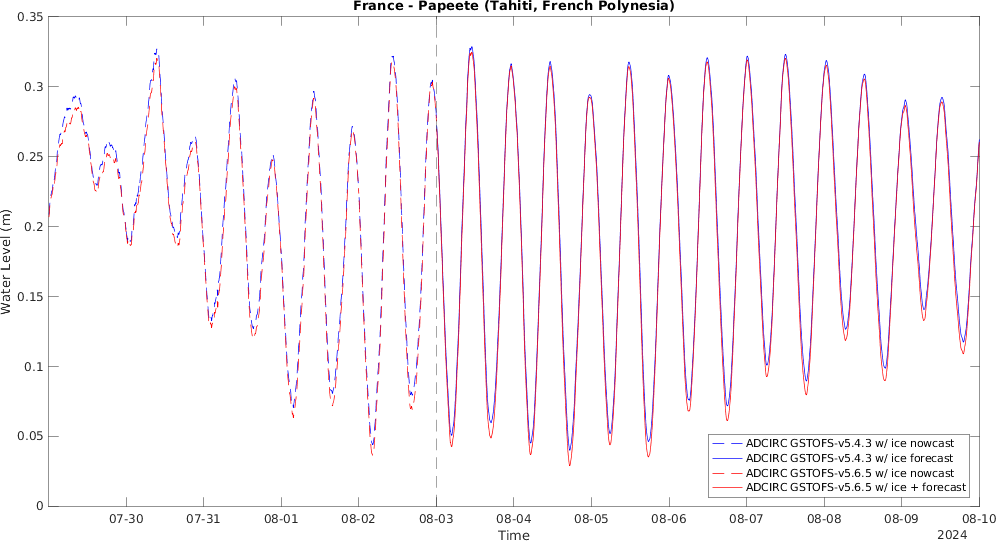 France - Papeete (Tahiti, French Polynesia)
0.35
0.3
0.25
0.2
0.15
0.1
0.05
0
Water Level (m)
ADCIRC GSTOFS-v5.4.3 w/ ice nowcast
ADCIRC GSTOFS-v5.4.3 w/ ice forecast
ADCIRC GSTOFS-v5.6.5 w/ ice nowcast
ADCIRC GSTOFS-v5.6.5 w/ ice + forecast
07-30 07-31 08-01 08-02 08-03 08-04 08-05 08-06 08-07 08-08 08-09 08-10
Time
2024